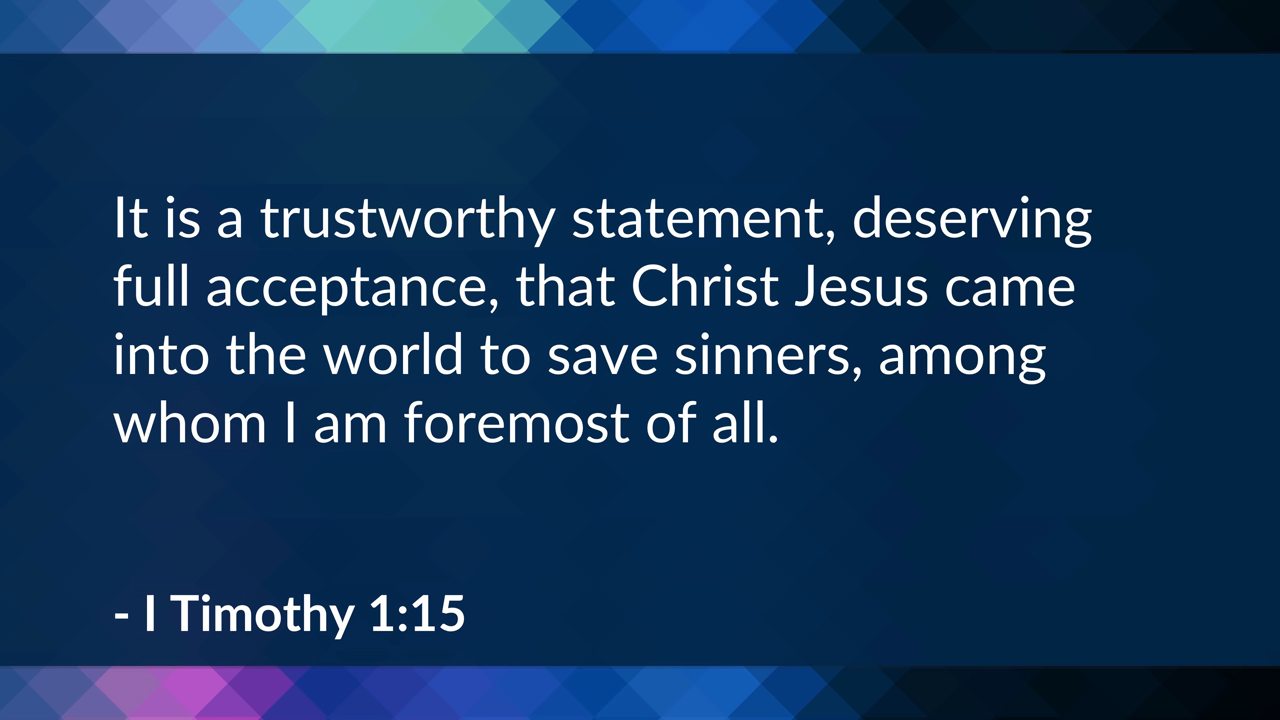 It is a trustworthy statement, deserving
full acceptance, that Christ Jesus came
into the world to save sinners, among
whom I am foremost of all.
- I Timothy 1:15